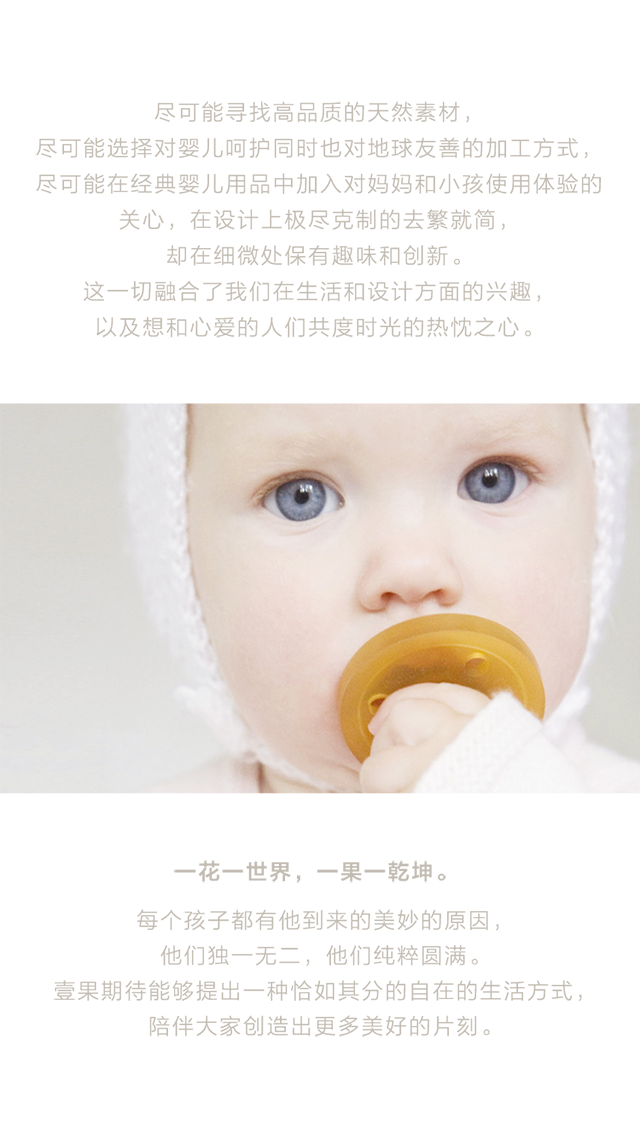 尽可能寻找高品质的天然素材，
尽可能选择对婴儿呵护同时也对地球友善的加工方式，
尽可能在经典婴儿用品中加入对妈妈和小孩使用体验的
关心，在设计上极尽克制的去繁就简，
却在细微处保有趣味和创新。
这一切融合了我们在生活和设计方面的兴趣，
以及想和心爱的人们共度时光的热忱之心。
一花一世界，一果一乾坤。
每个孩子都有他到来的美妙的原因，
他们独一无二，他们纯粹圆满。
壹果期待能够提出一种恰如其分的自在的生活方式，
陪伴大家创造出更多美好的片刻。